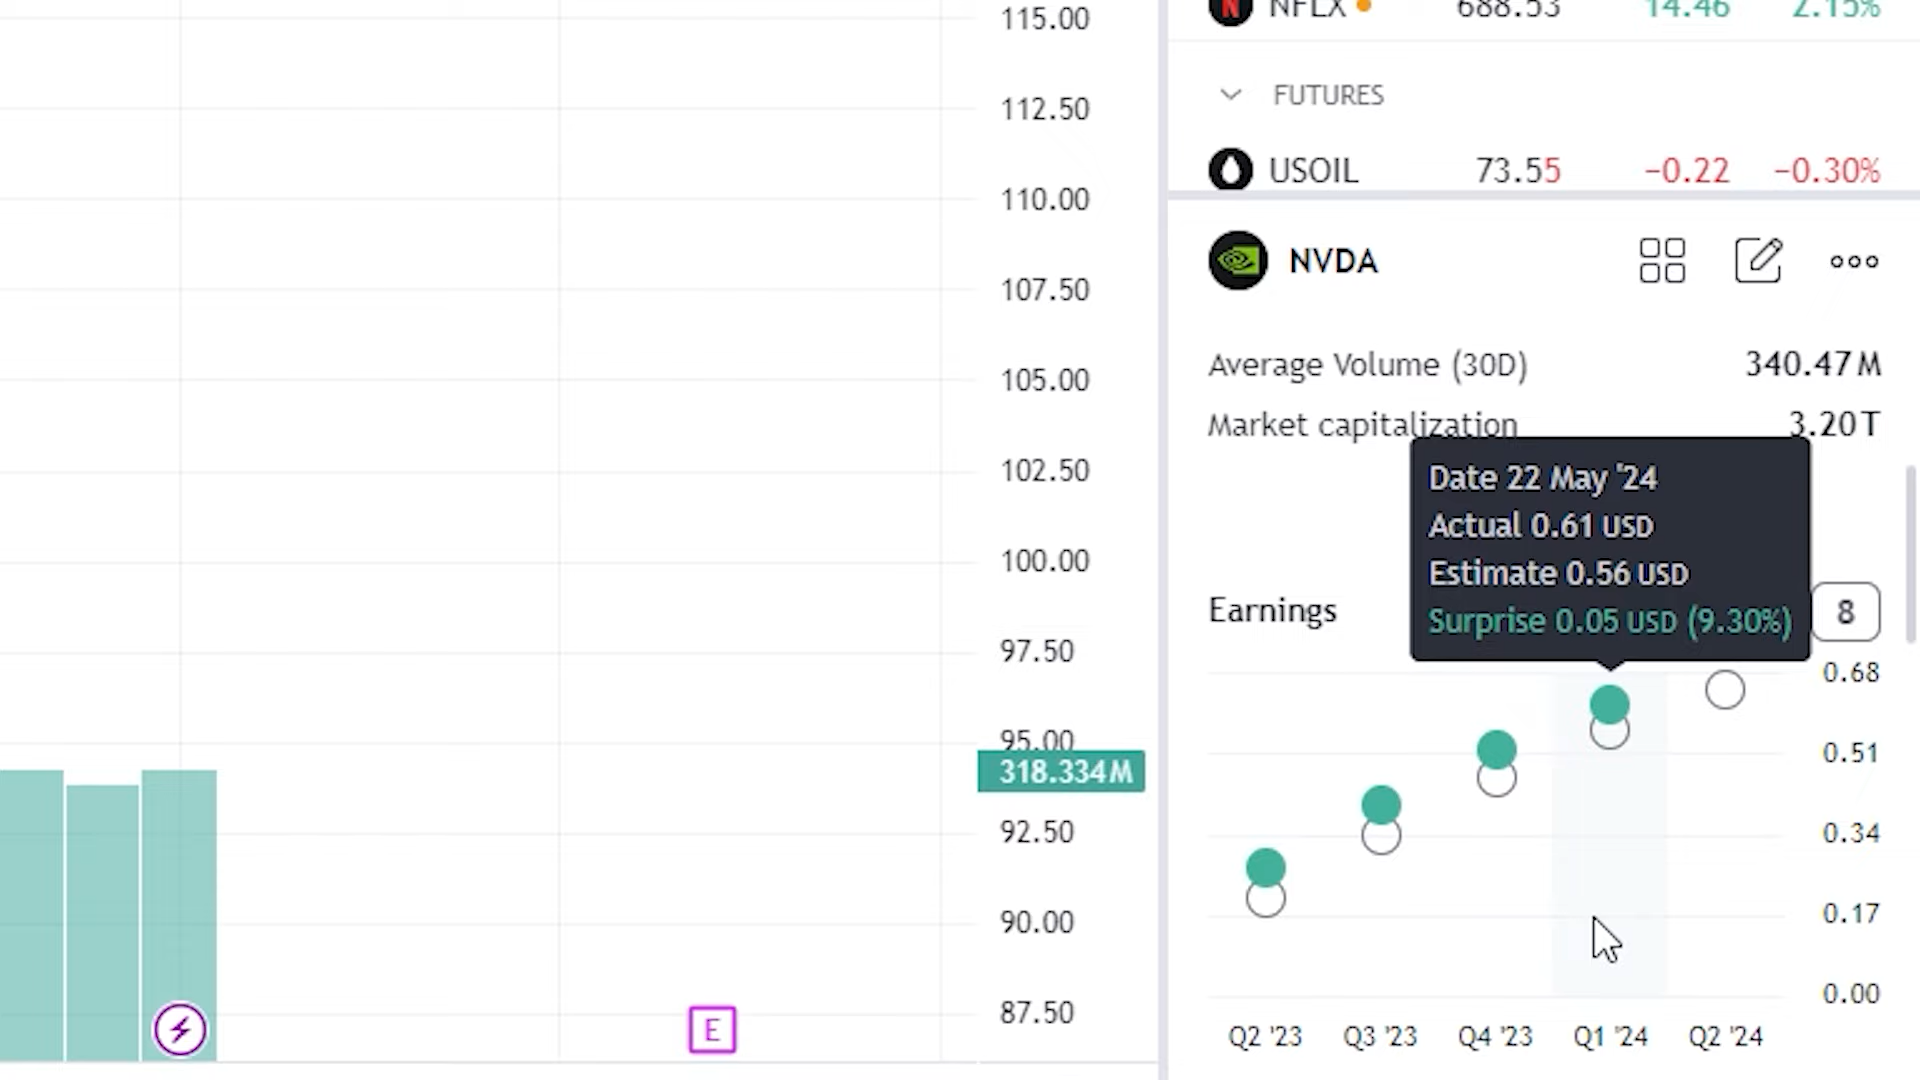 115.00
112.50
110.00
107.50
105.00
102.50
100.00
97.50
95.00
318.334M
92.50
90.00
87.50
E
NFLX 688.53 14.46 2.15%
FUTURES
USOIL 73.55 −0.22 −0.30%
NVDA
Average Volume (30D) 340.47M
Market capitalization 3.20T
Date 22 May '24
Actual 0.61 USD
Estimate 0.56 USD
Surprise 0.05 USD (9.30%)
Earnings 8
0.68
0.51
0.34
0.17
0.00
Q2 '23 Q3 '23 Q4 '23 Q1 '24 Q2 '24